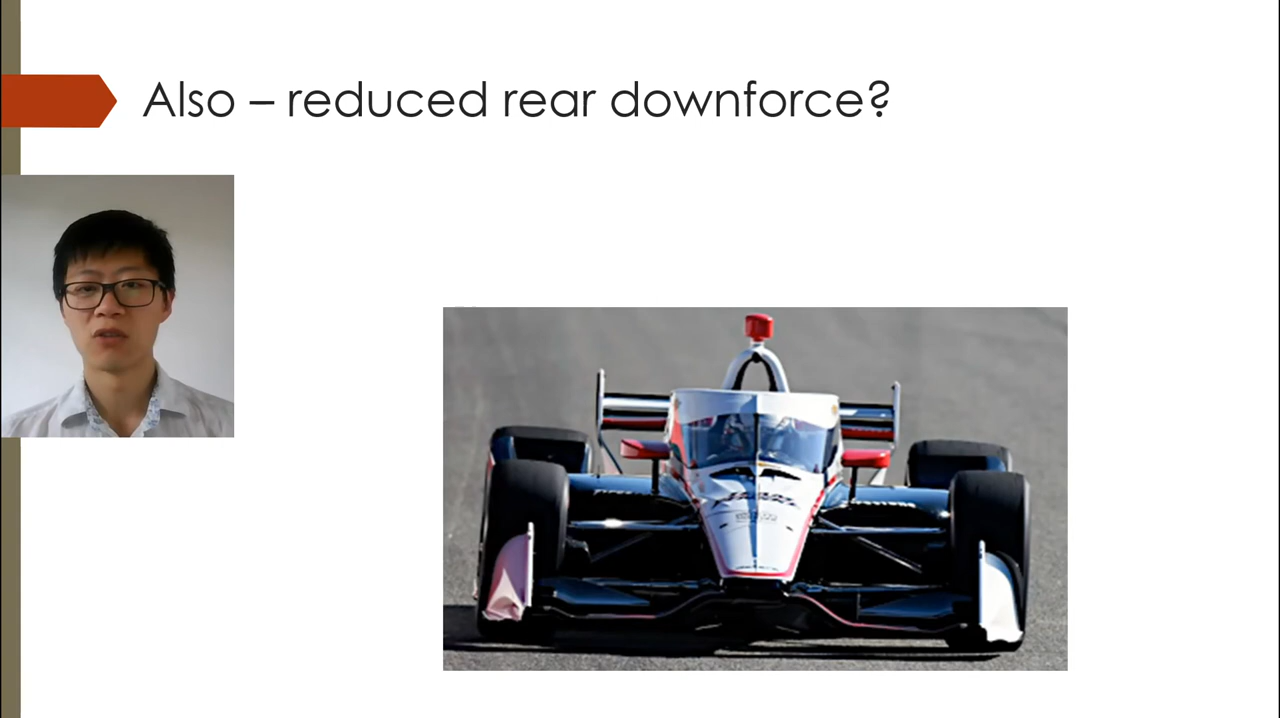 Also – reduced rear downforce?